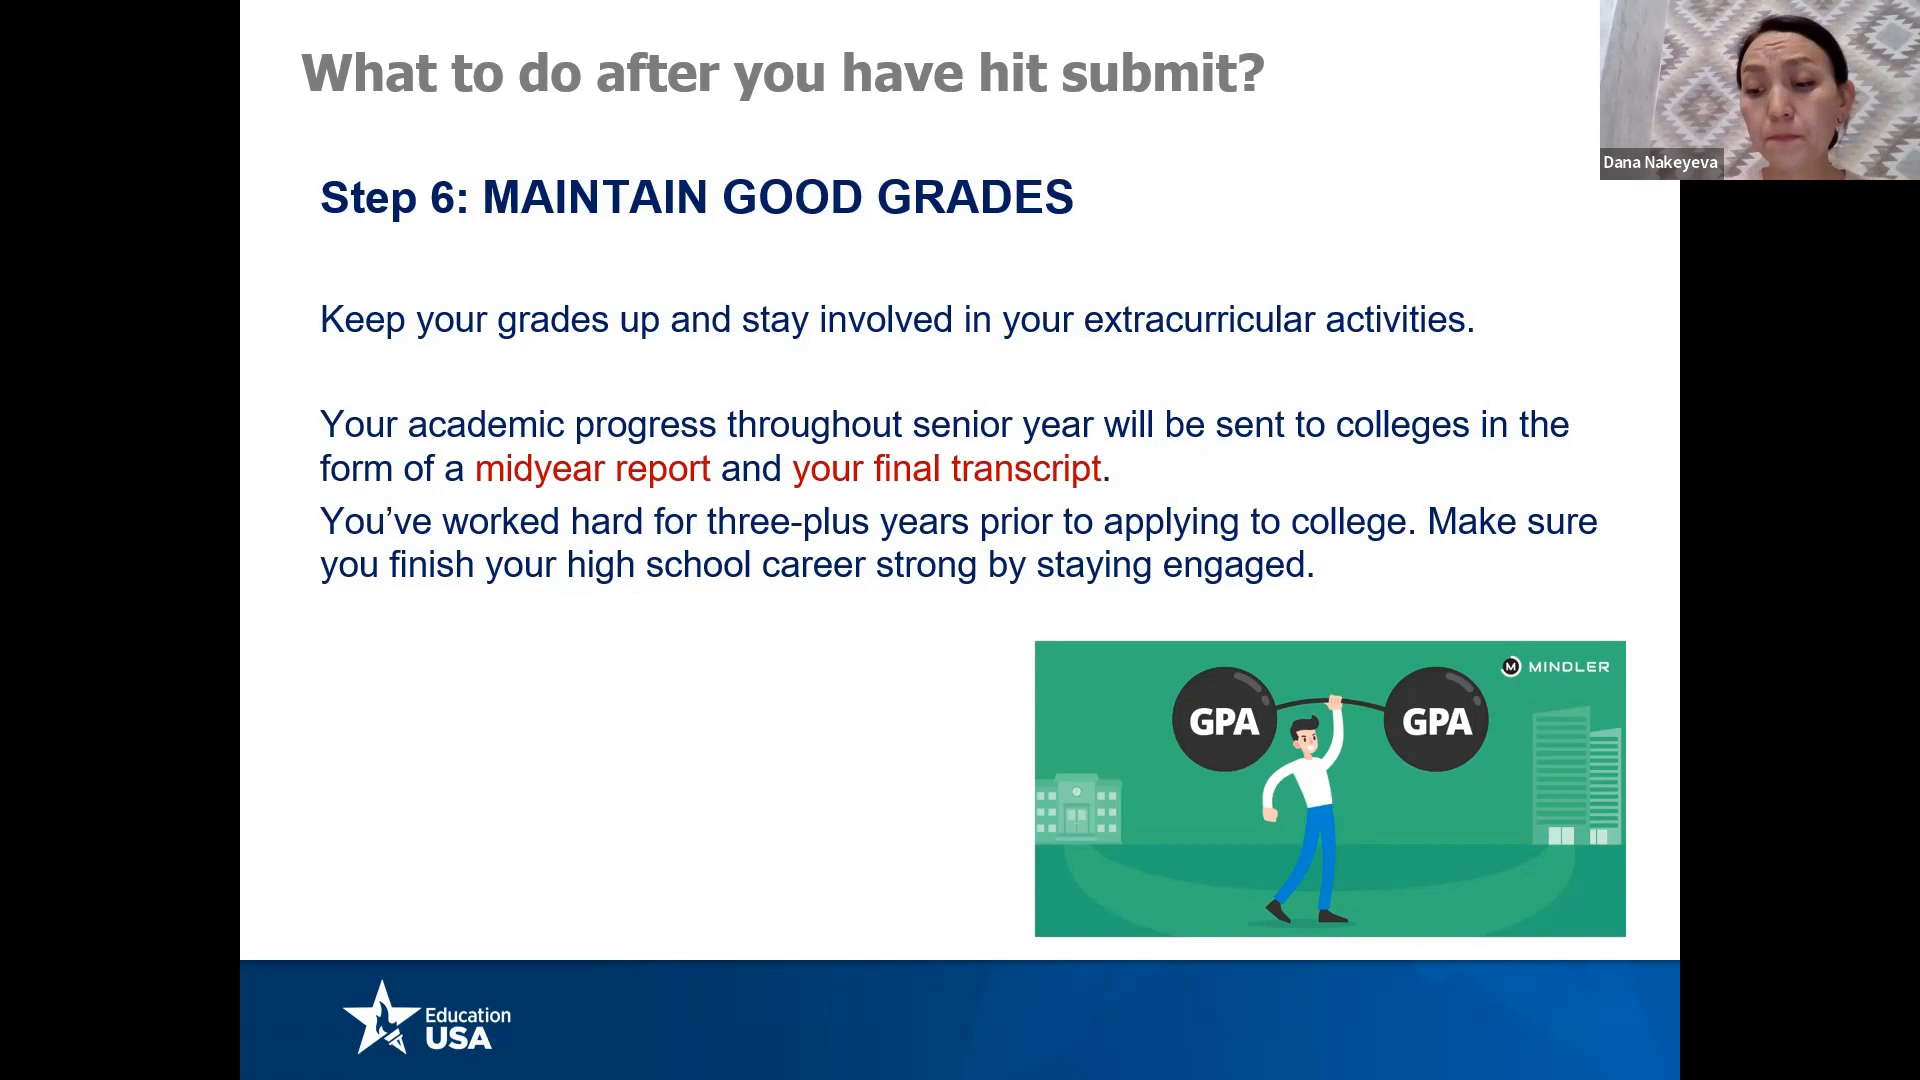 What to do after you have hit submit?
Dana Nakeyeva
Step 6: MAINTAIN GOOD GRADES
Keep your grades up and stay involved in your extracurricular activities.
Your academic progress throughout senior year will be sent to colleges in the
form of a midyear report and your final transcript.
You’ve worked hard for three-plus years prior to applying to college. Make sure
you finish your high school career strong by staying engaged.
M MINDLER
GPA GPA
Education
USA